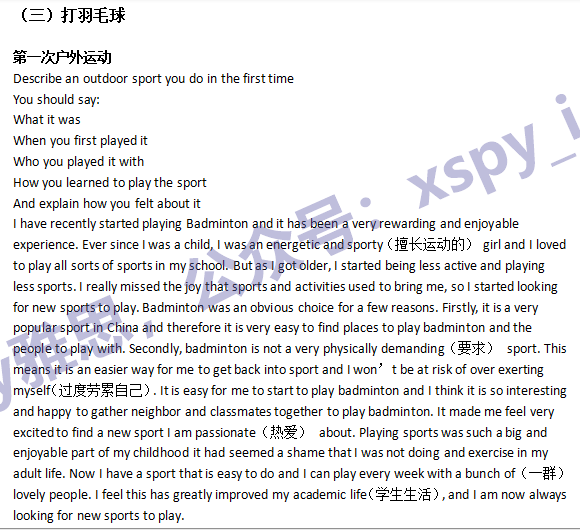 （三）打羽毛球
第一次户外运动
Describe an outdoor sport you do in the first time
You should say:
What it was
When you first played it
Who you played it with
How you learned to play the sport
And explain how you felt about it
I have recently started playing Badminton and it has been a very rewarding and enjoyable
experience. Ever since I was a child, I was an energetic and sporty（擅长运动的） girl and I loved
to play all sorts of sports in my school. But as I got older, I started being less active and playing
less sports. I really missed the joy that sports and activities used to bring me, so I started looking
for new sports to play. Badminton was an obvious choice for a few reasons. Firstly, it is a very
popular sport in China and therefore it is very easy to find places to play badminton and the
people to play with. Secondly, badminton is not a very physically demanding（要求） sport. This
means it is an easier way for me to get back into sport and I won’t be at risk of over exerting
myself（过度劳累自己）. It is easy for me to start to play badminton and I think it is so interesting
and happy to gather neighbor and classmates together to play badminton. It made me feel very
excited to find a new sport I am passionate（热爱） about. Playing sports was such a big and
enjoyable part of my childhood it had seemed a shame that I was not doing and exercise in my
adult life. Now I have a sport that is easy to do and I can play every week with a bunch of（一群）
lovely people. I feel this has greatly improved my academic life（学生生活）, and I am now always
looking for new sports to play.
y雅思，公众号：xspy_i